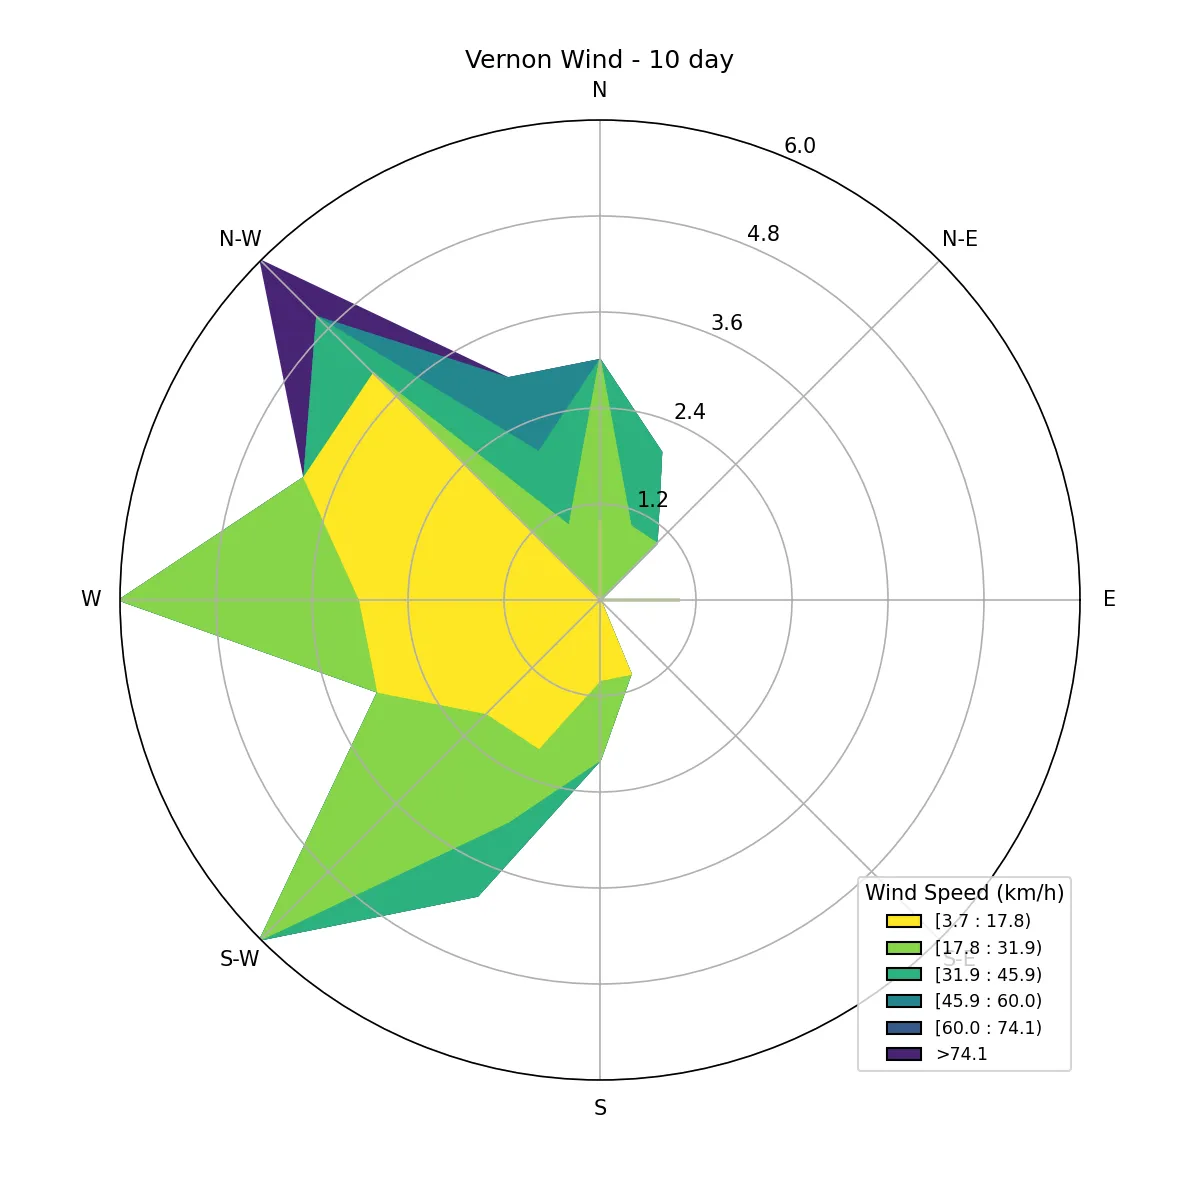 Vernon Wind - 10 day
N
6.0
4.8
N-W
N-E
3.6
2.4
1.2
W
E
S-W
S-E
S
Wind Speed (km/h)
[3.7 : 17.8)
[17.8 : 31.9)
[31.9 : 45.9)
[45.9 : 60.0)
[60.0 : 74.1)
>74.1